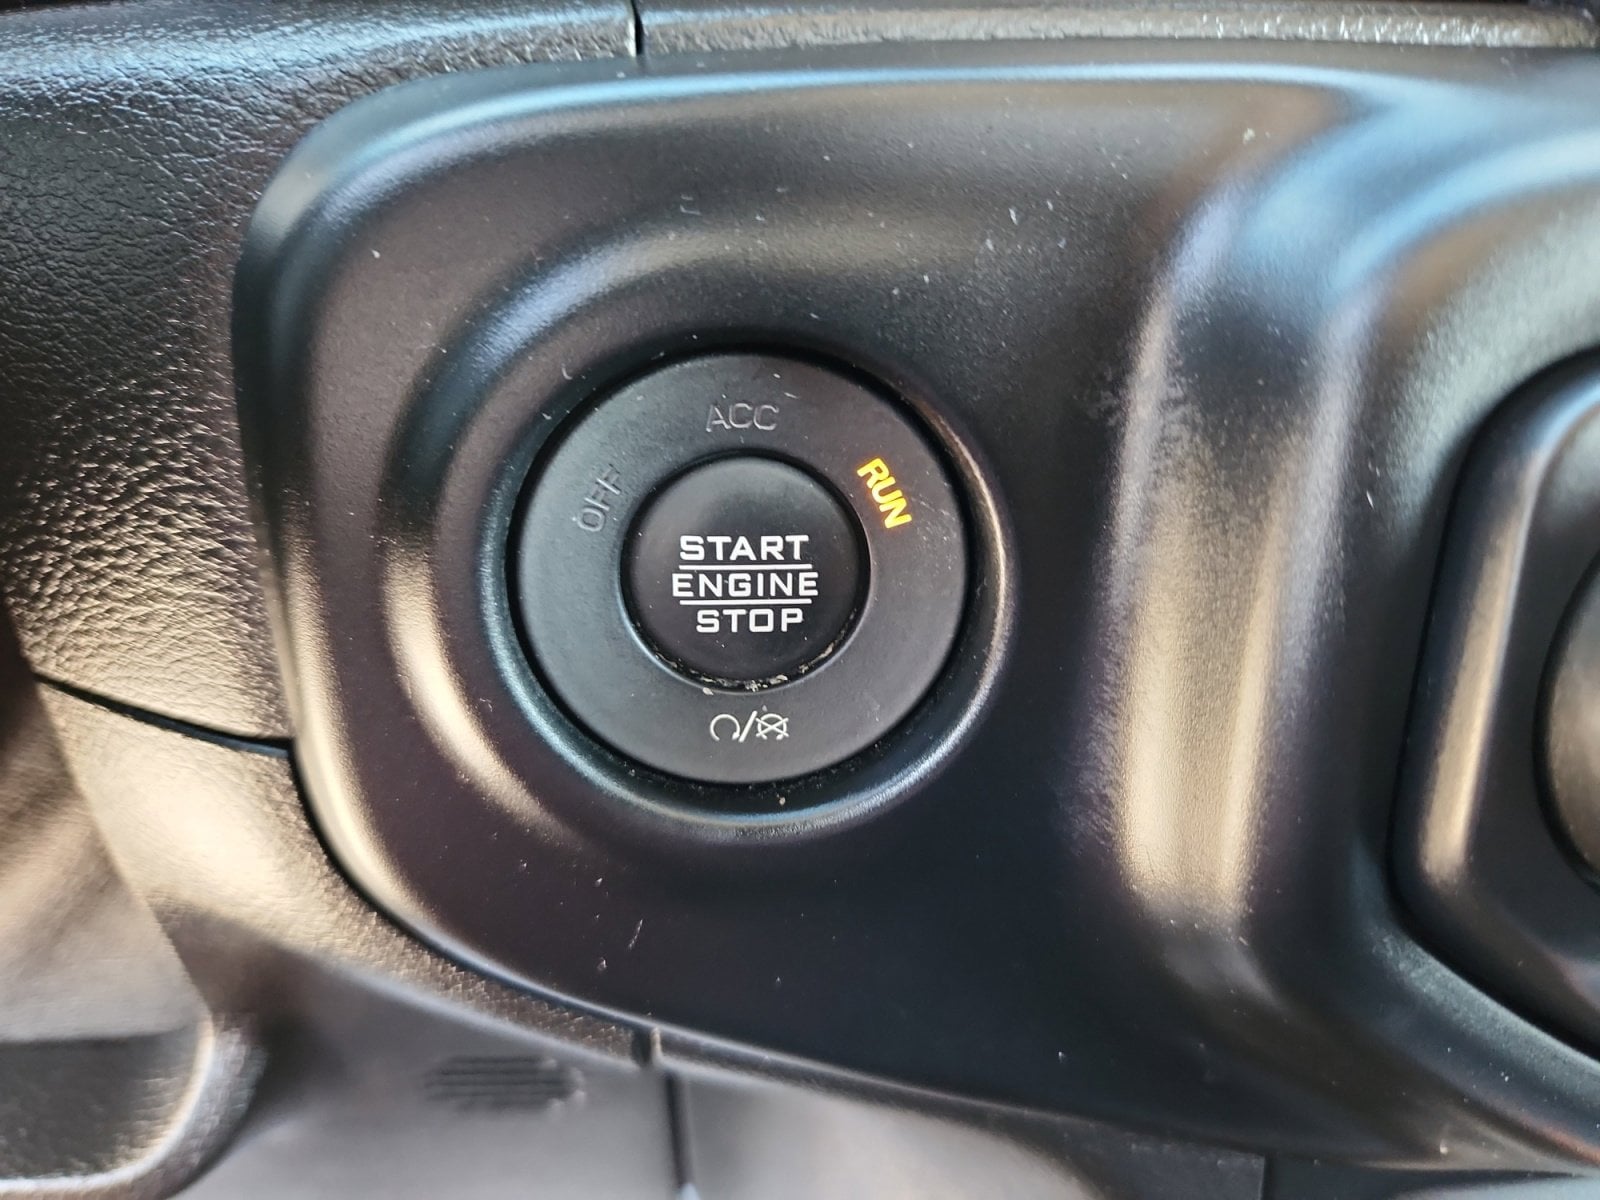 ACC
OFF
RUN
START
ENGINE
STOP